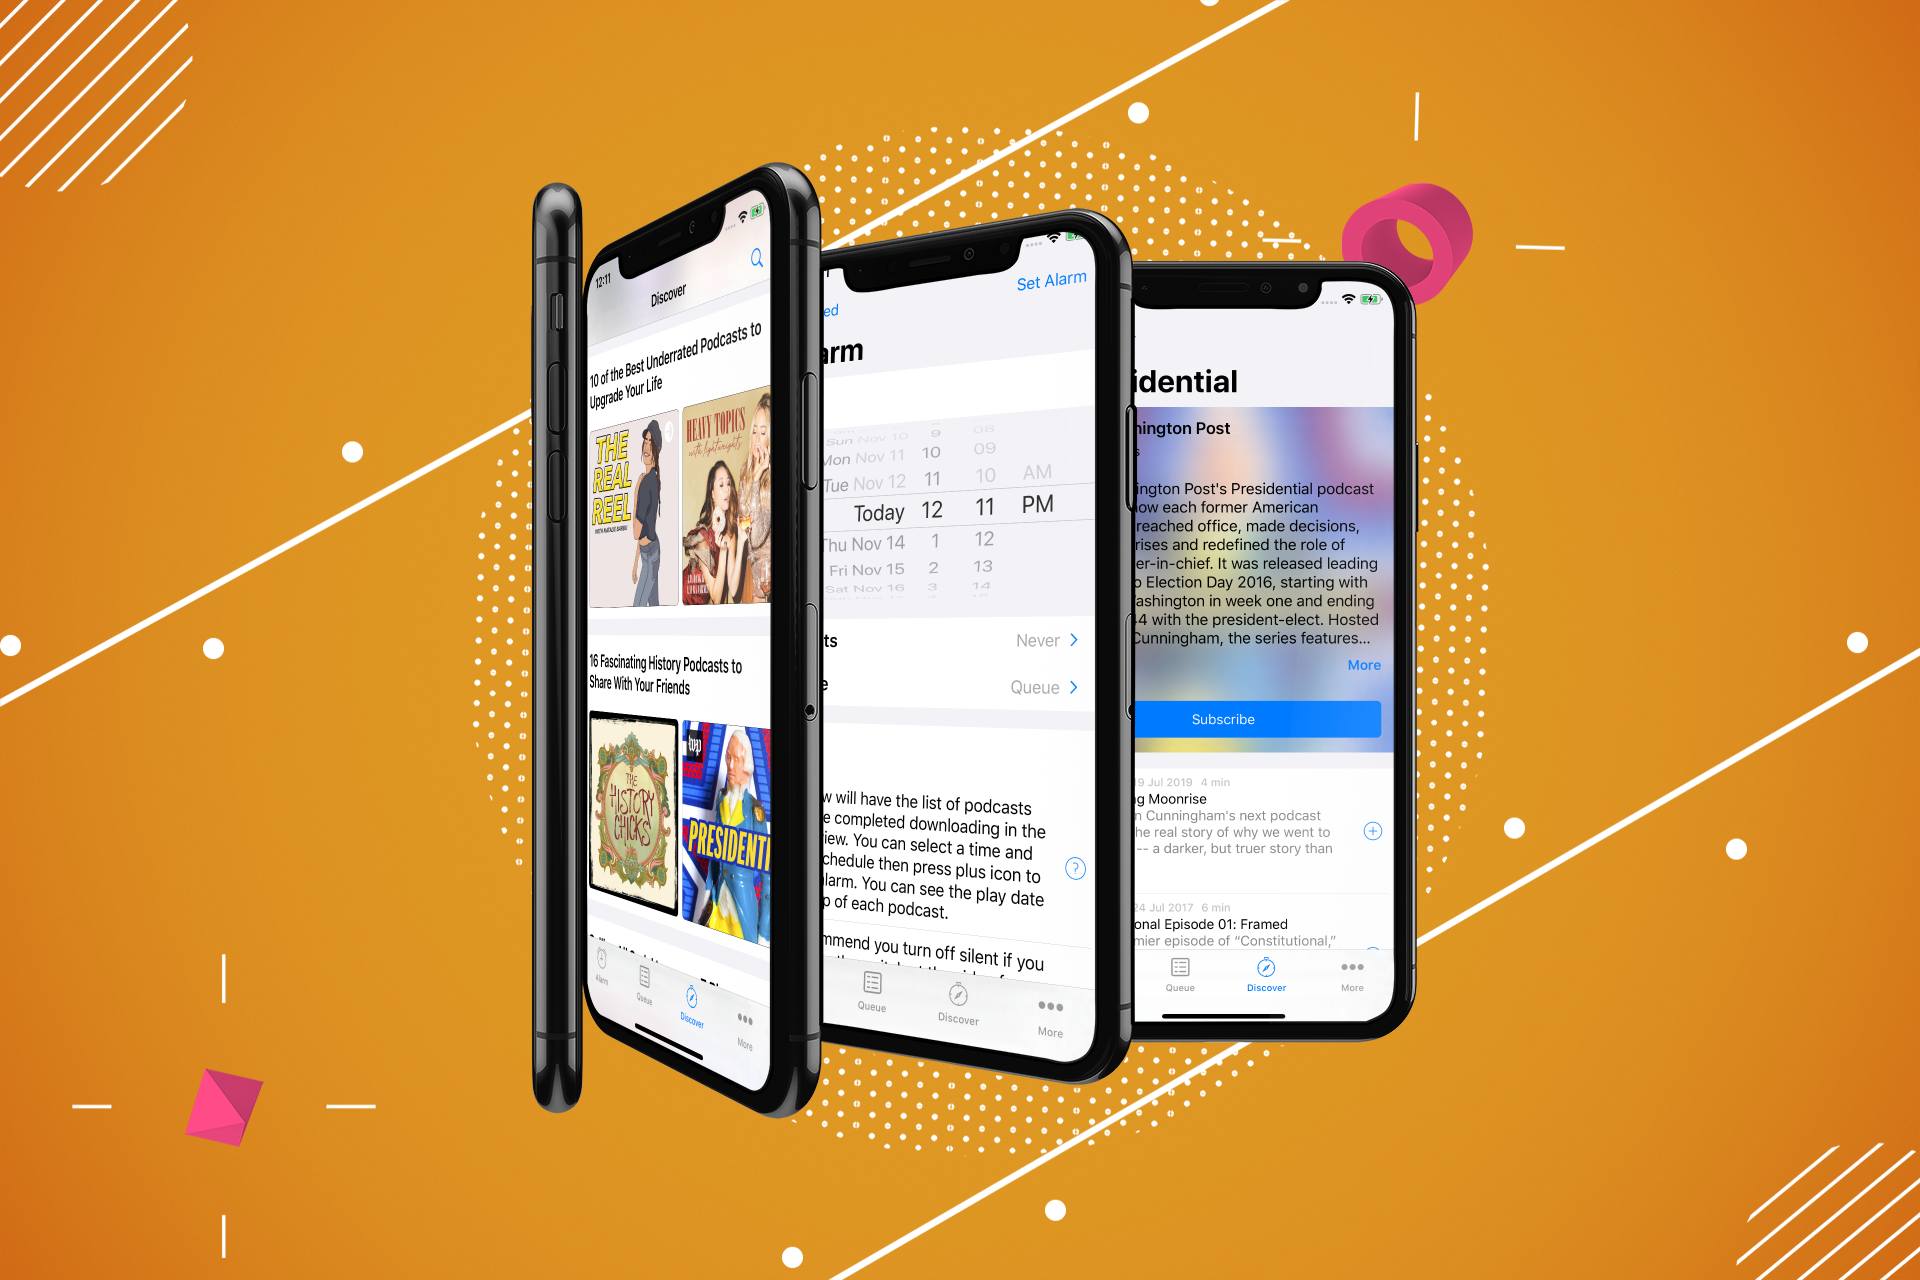 12:11
Discover
10 of the Best Underrated Podcasts to
Upgrade Your Life
THE
REAL
REEL
HEAVY TOPICS
with lightweights
16 Fascinating History Podcasts to
Share With Your Friends
THE
HISTORY
CHICKS
wp
PRESIDENTI
Alarm
Queue
Discover
More
ed
Set Alarm
arm
Sun Nov 10 9 08
Mon Nov 11 10 09
Tue Nov 12 11 10 AM
Today 12 11 PM
Thu Nov 14 1 12
Fri Nov 15 2 13
Sat Nov 16 3 14
ts Never
e Queue
w will have the list of podcasts
e completed downloading in the
iew. You can select a time and
chedule then press plus icon to
larm. You can see the play date
p of each podcast.
mmend you turn off silent if you
Queue
Discover
More
idential
hington Post
s
ington Post's Presidential podcast
ow each former American
reached office, made decisions,
rises and redefined the role of
er-in-chief. It was released leading
o Election Day 2016, starting with
ashington in week one and ending
44 with the president-elect. Hosted
Cunningham, the series features...
More
Subscribe
19 Jul 2019 4 min
ng Moonrise
n Cunningham's next podcast
he real story of why we went to
-- a darker, but truer story than
24 Jul 2017 6 min
onal Episode 01: Framed
mier episode of “Constitutional,”
Queue
Discover
More